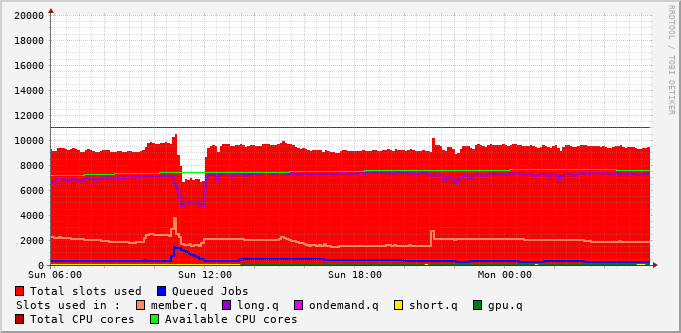 20000
18000
16000
14000
12000
10000
8000
6000
4000
2000
0
Sun 06:00 Sun 12:00 Sun 18:00 Mon 00:00
RRDTOOL / TOBI OETIKER
Total slots used Queued Jobs
Slots used in : member.q long.q ondemand.q short.q gpu.q
Total CPU cores Available CPU cores